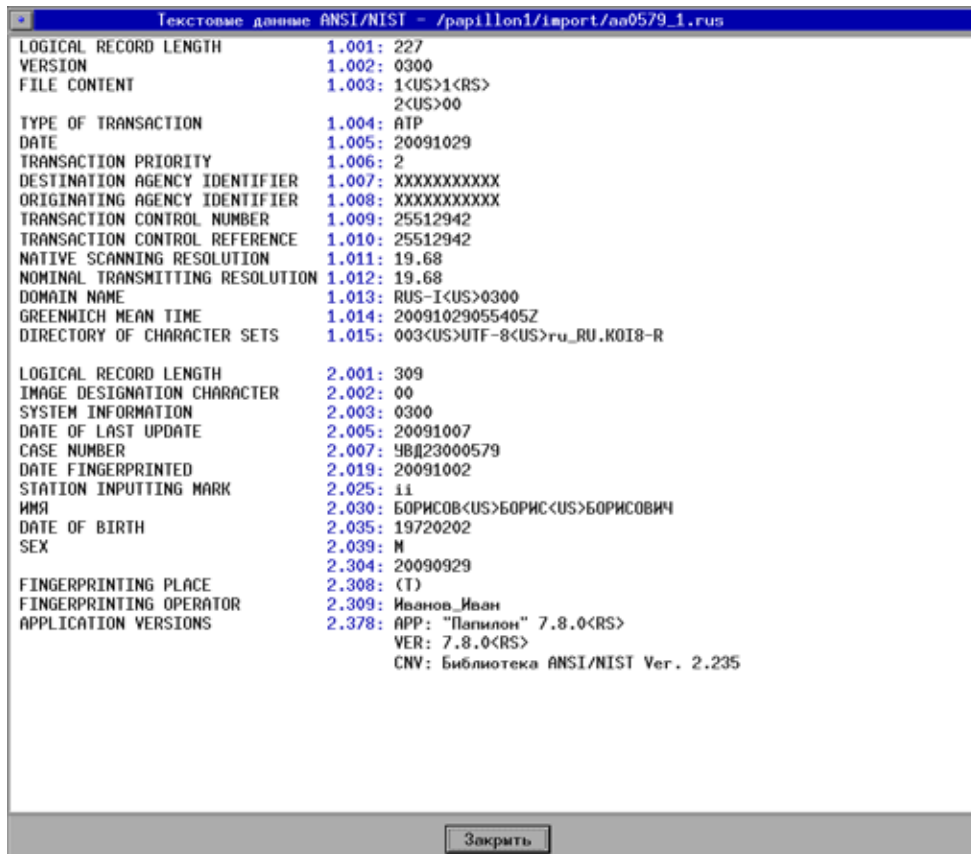 Текстовые данные ANSI/NIST - /papillon1/import/aa0579_1.rus
LOGICAL RECORD LENGTH 1.001: 227
VERSION 1.002: 0300
FILE CONTENT 1.003: 1<US>1<RS>
2<US>00
TYPE OF TRANSACTION 1.004: ATP
DATE 1.005: 20091029
TRANSACTION PRIORITY 1.006: 2
DESTINATION AGENCY IDENTIFIER 1.007: XXXXXXXXXXX
ORIGINATING AGENCY IDENTIFIER 1.008: XXXXXXXXXXX
TRANSACTION CONTROL NUMBER 1.009: 25512942
TRANSACTION CONTROL REFERENCE 1.010: 25512942
NATIVE SCANNING RESOLUTION 1.011: 19.68
NOMINAL TRANSMITTING RESOLUTION 1.012: 19.68
DOMAIN NAME 1.013: RUS-I<US>0300
GREENWICH MEAN TIME 1.014: 20091029055405Z
DIRECTORY OF CHARACTER SETS 1.015: 003<US>UTF-8<US>ru_RU.KOI8-R
LOGICAL RECORD LENGTH 2.001: 309
IMAGE DESIGNATION CHARACTER 2.002: 00
SYSTEM INFORMATION 2.003: 0300
DATE OF LAST UPDATE 2.005: 20091007
CASE NUMBER 2.007: УВД23000579
DATE FINGERPRINTED 2.019: 20091002
STATION INPUTTING MARK 2.025: ii
ИМЯ 2.030: БОРИСОВ<US>БОРИС<US>БОРИСОВИЧ
DATE OF BIRTH 2.035: 19720202
SEX 2.039: M
2.304: 20090929
FINGERPRINTING PLACE 2.308: (T)
FINGERPRINTING OPERATOR 2.309: Иванов_Иван
APPLICATION VERSIONS 2.378: APP: "Папилон" 7.8.0<RS>
VER: 7.8.0<RS>
CNV: Библиотека ANSI/NIST Ver. 2.235
Закрыть